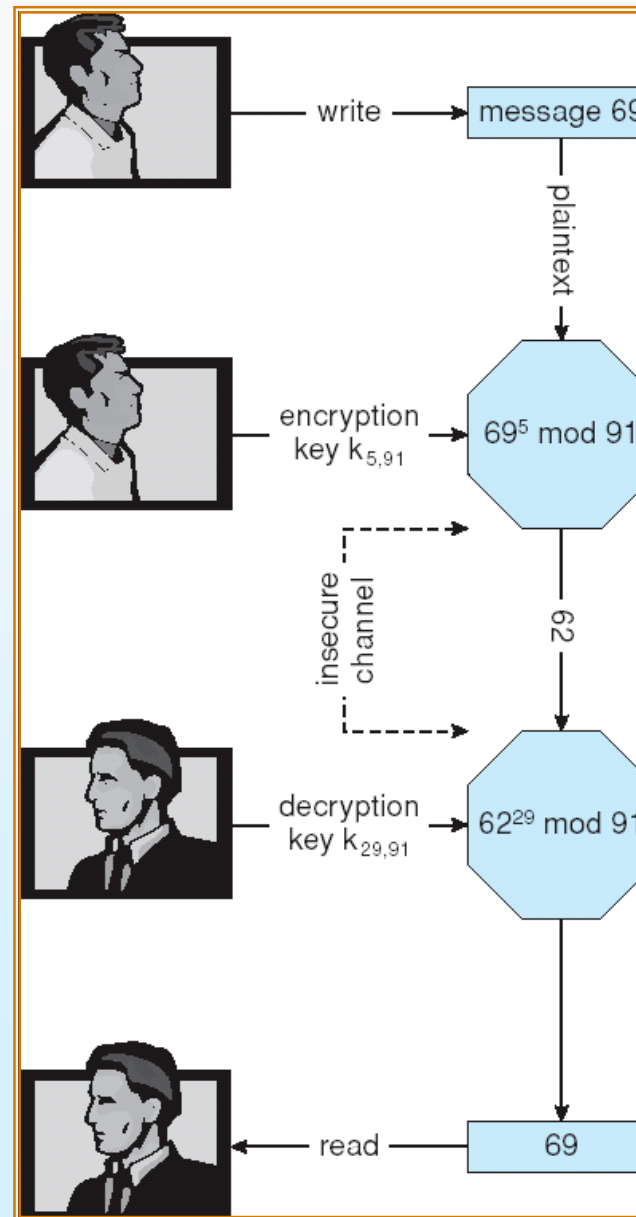 write
message 69
plaintext
encryption
key k₅,₉₁
69⁵ mod 91
insecure
channel
62
decryption
key k₂₉,₉₁
62²⁹ mod 91
read
69